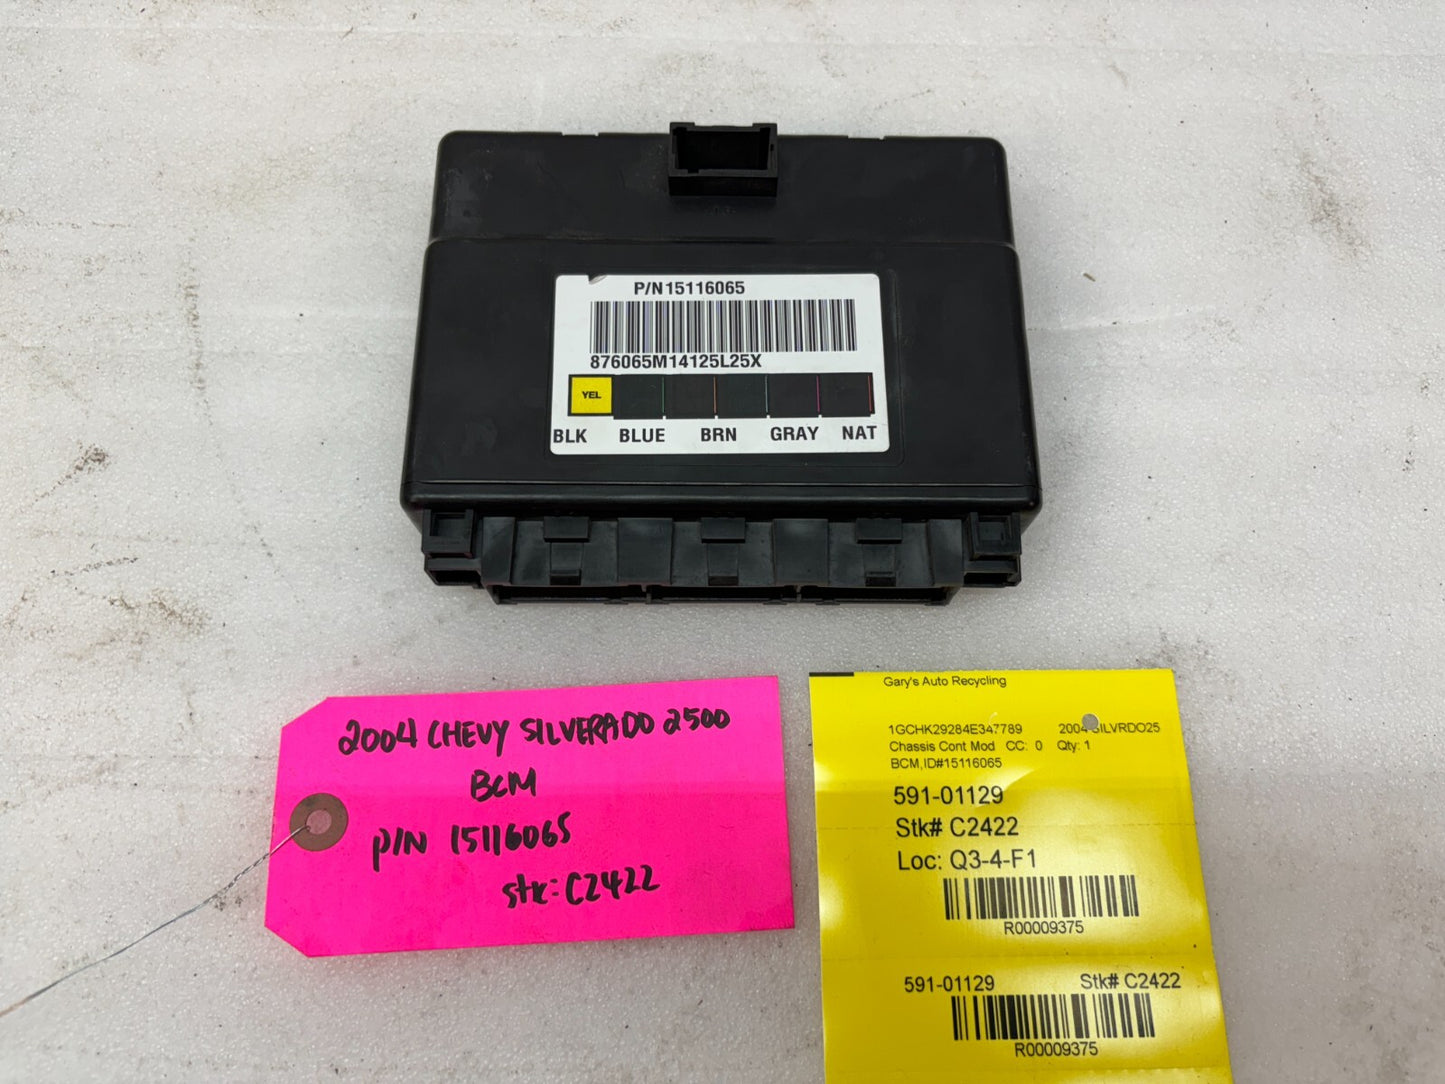 P/N15116065
876065M14125L25X
YEL
BLK BLUE BRN GRAY NAT
2004 CHEVY SILVERADO 2500
BCM
P/N 15116065
stk: C2422
Gary's Auto Recycling
1GCHK29284E347789 2004 SILVRDO25
Chassis Cont Mod CC: 0 Qty: 1
BCM,ID#15116065
591-01129
Stk# C2422
Loc: Q3-4-F1
R00009375
591-01129 Stk# C2422
R00009375